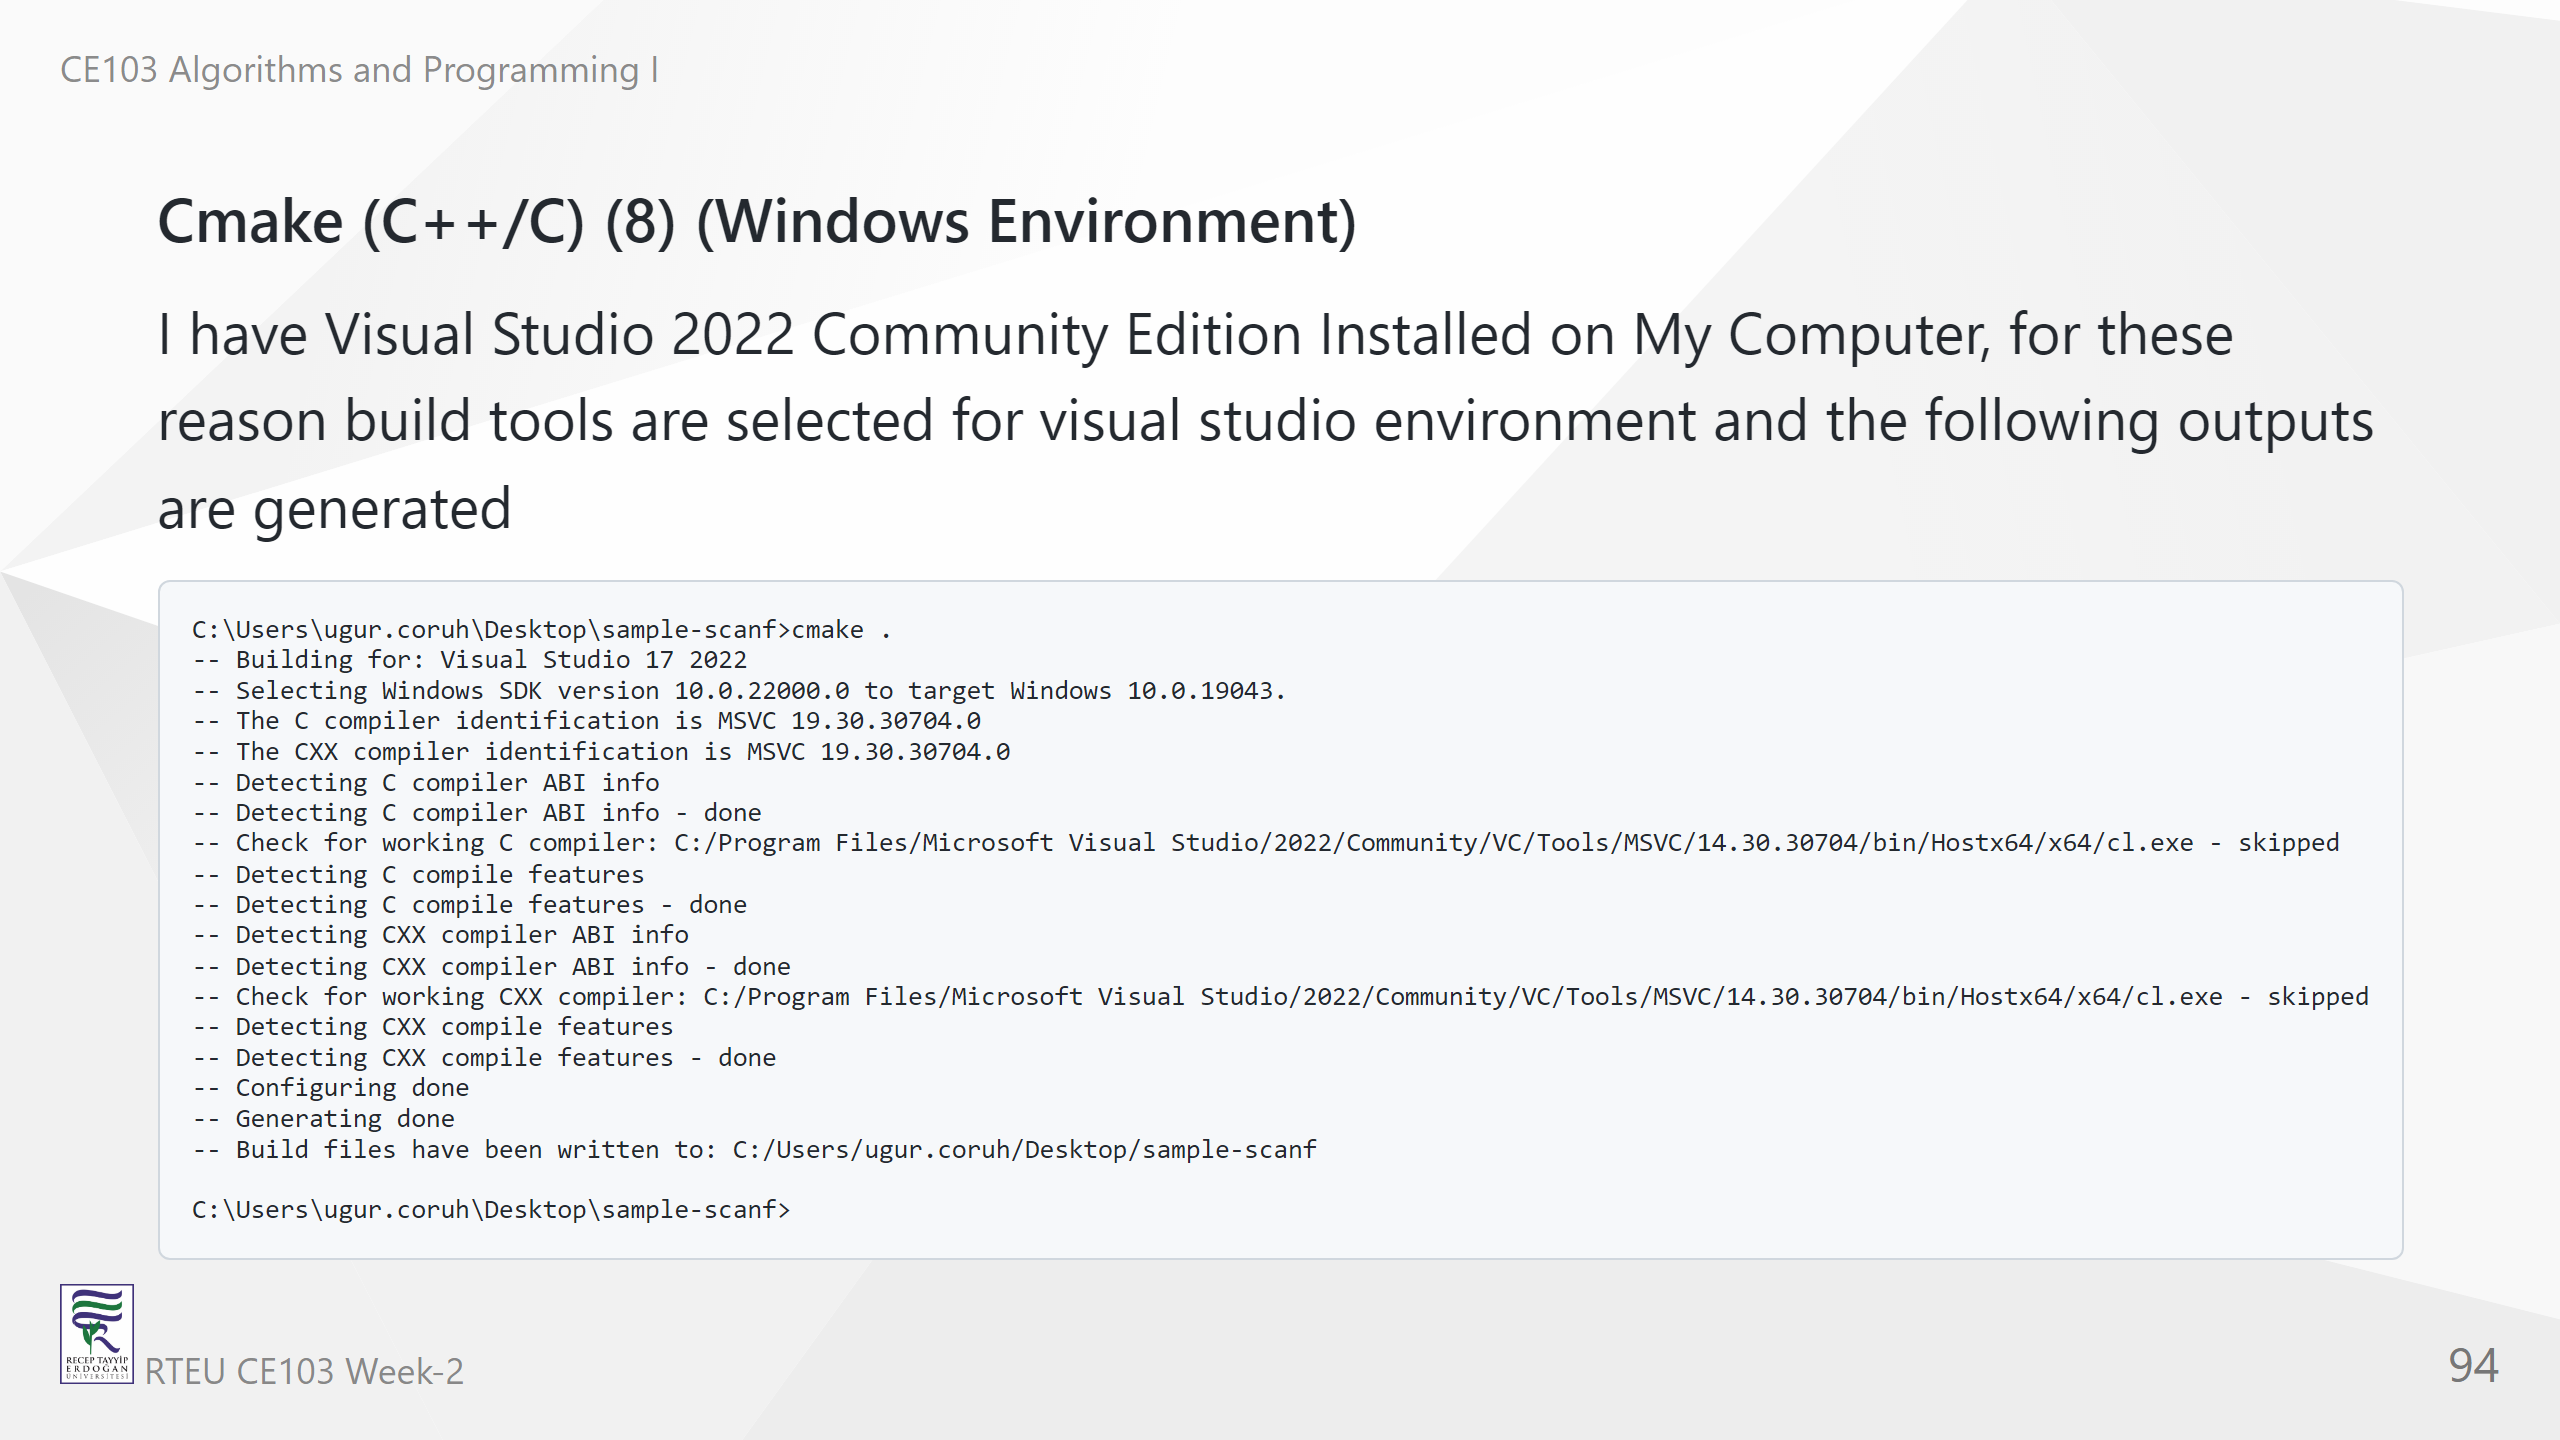 CE103 Algorithms and Programming I
Cmake (C++/C) (8) (Windows Environment)
I have Visual Studio 2022 Community Edition Installed on My Computer, for these
reason build tools are selected for visual studio environment and the following outputs
are generated
C:\Users\ugur.coruh\Desktop\sample-scanf>cmake .
-- Building for: Visual Studio 17 2022
-- Selecting Windows SDK version 10.0.22000.0 to target Windows 10.0.19043.
-- The C compiler identification is MSVC 19.30.30704.0
-- The CXX compiler identification is MSVC 19.30.30704.0
-- Detecting C compiler ABI info
-- Detecting C compiler ABI info - done
-- Check for working C compiler: C:/Program Files/Microsoft Visual Studio/2022/Community/VC/Tools/MSVC/14.30.30704/bin/Hostx64/x64/cl.exe - skipped
-- Detecting C compile features
-- Detecting C compile features - done
-- Detecting CXX compiler ABI info
-- Detecting CXX compiler ABI info - done
-- Check for working CXX compiler: C:/Program Files/Microsoft Visual Studio/2022/Community/VC/Tools/MSVC/14.30.30704/bin/Hostx64/x64/cl.exe - skipped
-- Detecting CXX compile features
-- Detecting CXX compile features - done
-- Configuring done
-- Generating done
-- Build files have been written to: C:/Users/ugur.coruh/Desktop/sample-scanf
C:\Users\ugur.coruh\Desktop\sample-scanf>
RECEP TAYYİP
ERDOĞAN
ÜNİVERSİTESİ
RTEU CE103 Week-2
94